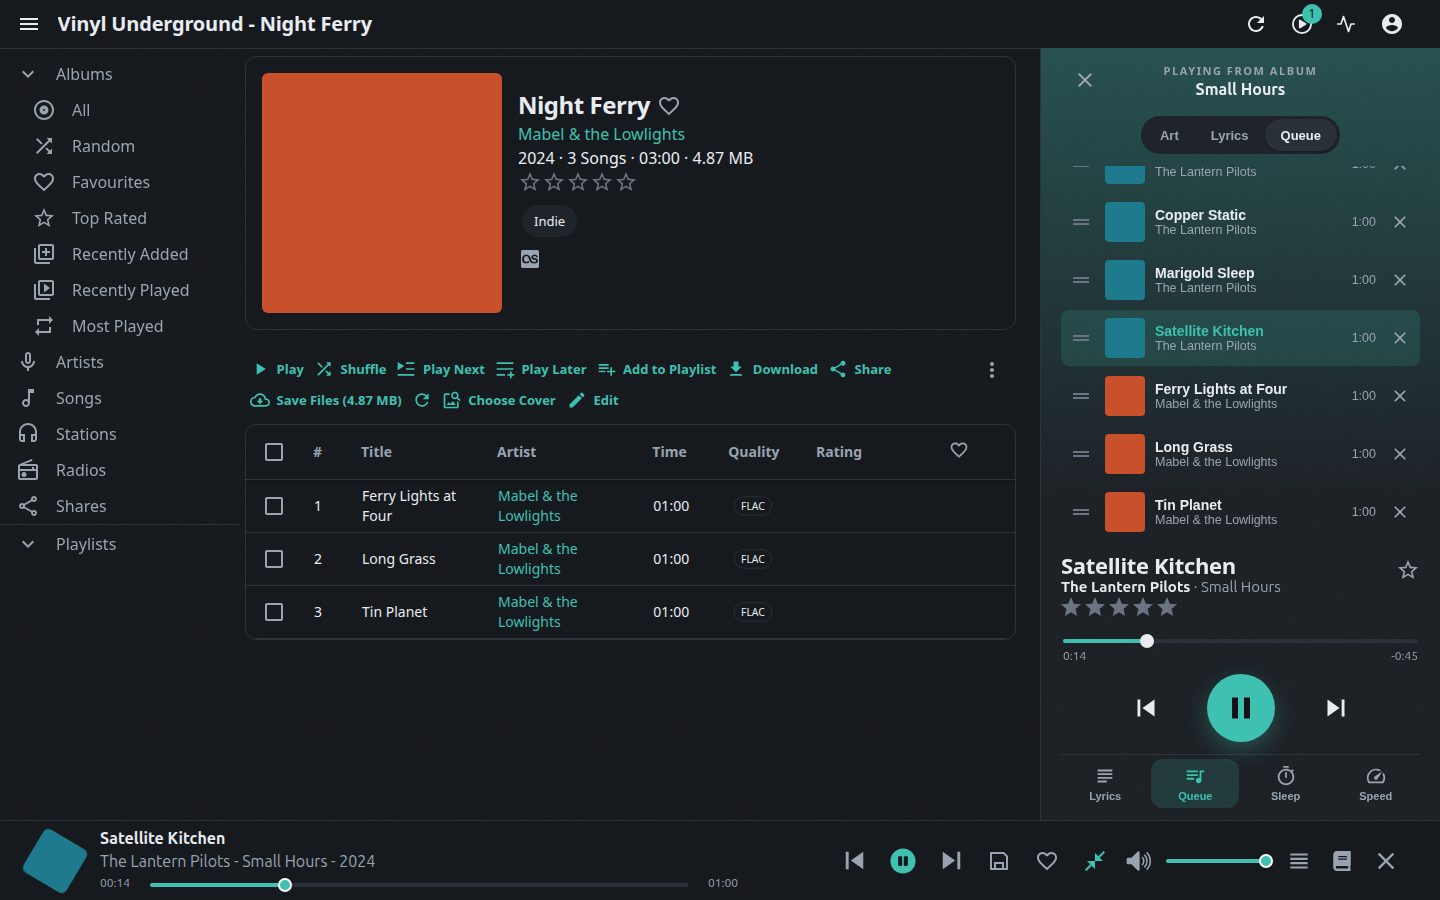 Vinyl Underground - Night Ferry
1
Albums
All
Random
Favourites
Top Rated
Recently Added
Recently Played
Most Played
Artists
Songs
Stations
Radios
Shares
Playlists
Night Ferry
Mabel & the Lowlights
2024 · 3 Songs · 03:00 · 4.87 MB
Indie
Play
Shuffle
Play Next
Play Later
Add to Playlist
Download
Share
Save Files (4.87 MB)
Choose Cover
Edit
# Title Artist Time Quality Rating
1 Ferry Lights at Four Mabel & the Lowlights 01:00 FLAC
2 Long Grass Mabel & the Lowlights 01:00 FLAC
3 Tin Planet Mabel & the Lowlights 01:00 FLAC
PLAYING FROM ALBUM
Small Hours
Art Lyrics Queue
The Lantern Pilots
Copper Static
The Lantern Pilots
1:00
Marigold Sleep
The Lantern Pilots
1:00
Satellite Kitchen
The Lantern Pilots
1:00
Ferry Lights at Four
Mabel & the Lowlights
1:00
Long Grass
Mabel & the Lowlights
1:00
Tin Planet
Mabel & the Lowlights
1:00
Satellite Kitchen
The Lantern Pilots · Small Hours
0:14 -0:45
Lyrics Queue Sleep Speed
Satellite Kitchen
The Lantern Pilots - Small Hours - 2024
00:14 01:00